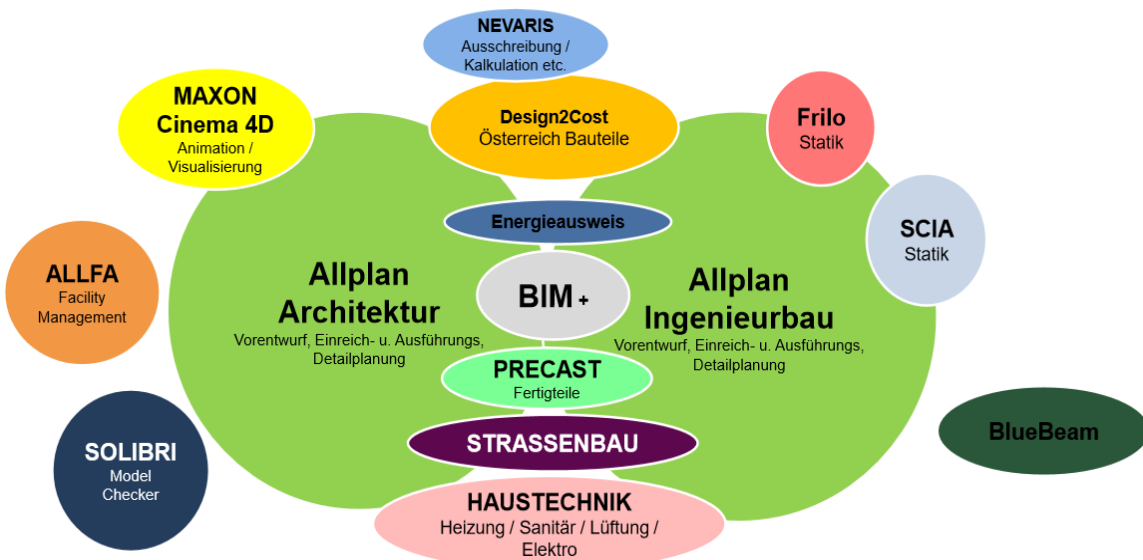 NEVARIS
Ausschreibung /
Kalkulation etc.
MAXON
Cinema 4D
Animation /
Visualisierung
Design2Cost
Österreich Bauteile
Frilo
Statik
Energieausweis
SCIA
Statik
ALLFA
Facility
Management
Allplan
Architektur
Vorentwurf, Einreich- u. Ausführungs,
Detailplanung
BIM +
Allplan
Ingenieurbau
Vorentwurf, Einreich- u. Ausführungs,
Detailplanung
PRECAST
Fertigteile
SOLIBRI
Model
Checker
STRASSENBAU
BlueBeam
HAUSTECHNIK
Heizung / Sanitär / Lüftung /
Elektro